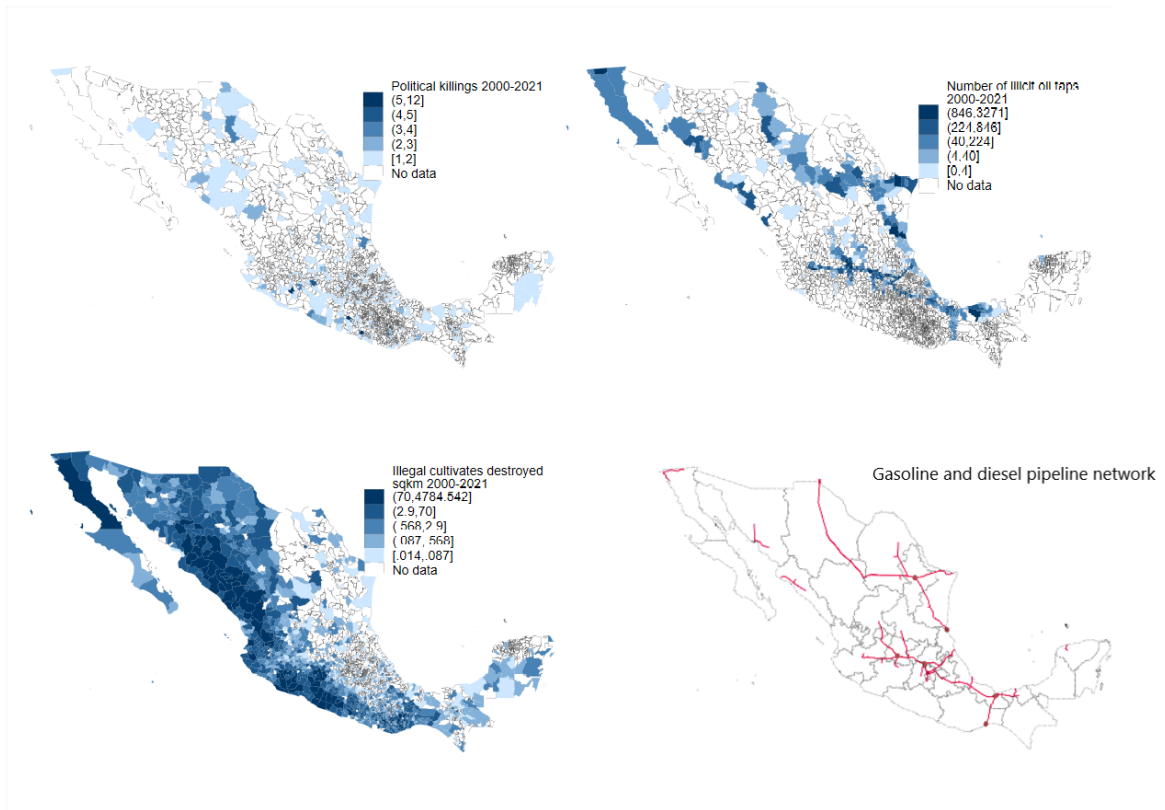 Political killings 2000-2021
(5,12]
(4,5]
(3,4]
(2,3]
[1,2]
No data
Number of illicit oil taps
2000-2021
(846,3271]
(224,846]
(40,224]
(4,40]
[0,4]
No data
Illegal cultivates destroyed
sqkm 2000-2021
(70,4784.542]
(2.9,70]
(.568,2.9]
(.087,.568]
[.014,.087]
No data
Gasoline and diesel pipeline network